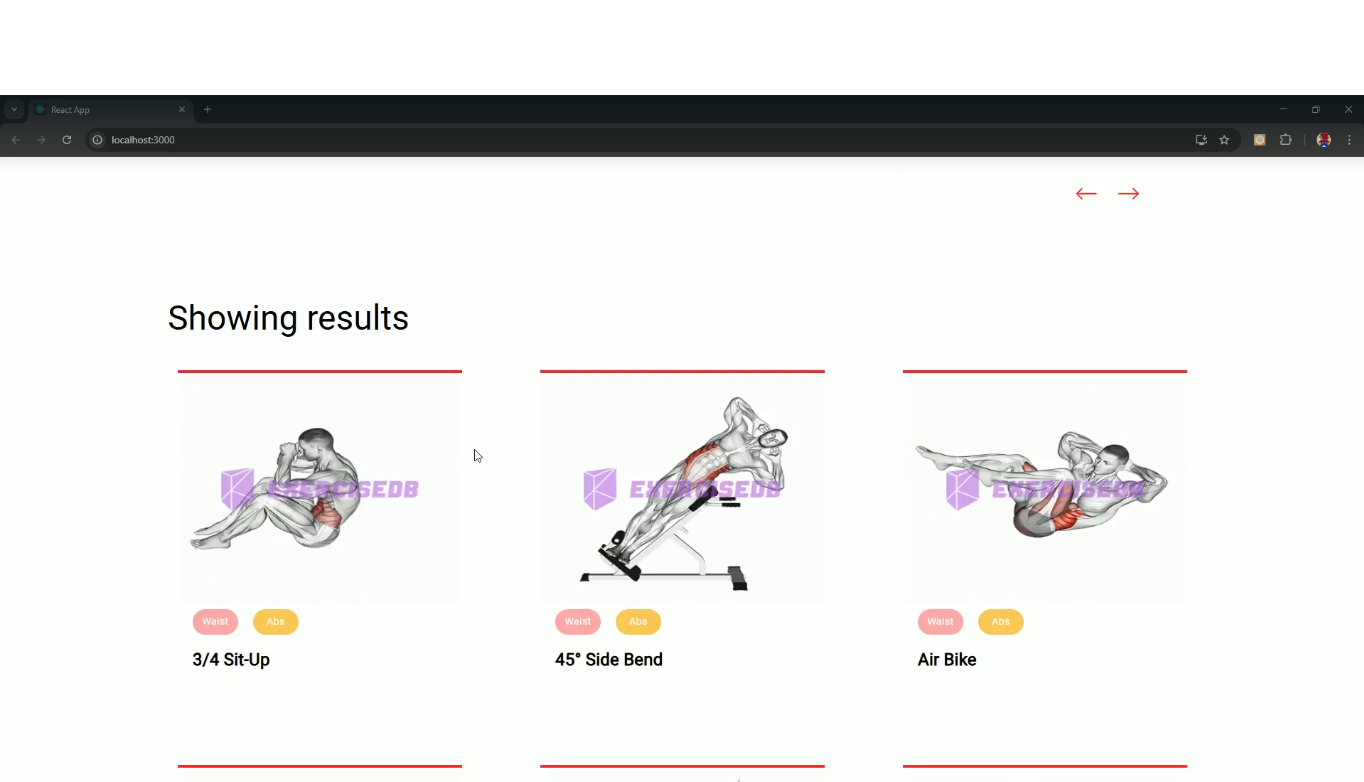 React App
localhost:3000
Showing results
EXERCISEDB
EXERCISEDB
EXERCISEDB
Waist Abs
Waist Abs
Waist Abs
3/4 Sit-Up
45° Side Bend
Air Bike